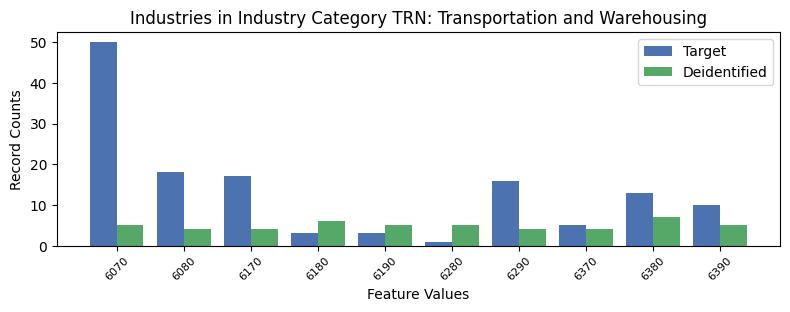 Industries in Industry Category TRN: Transportation and Warehousing
Target
Deidentified
Record Counts
50
40
30
20
10
0
6070 6080 6170 6180 6190 6280 6290 6370 6380 6390
Feature Values